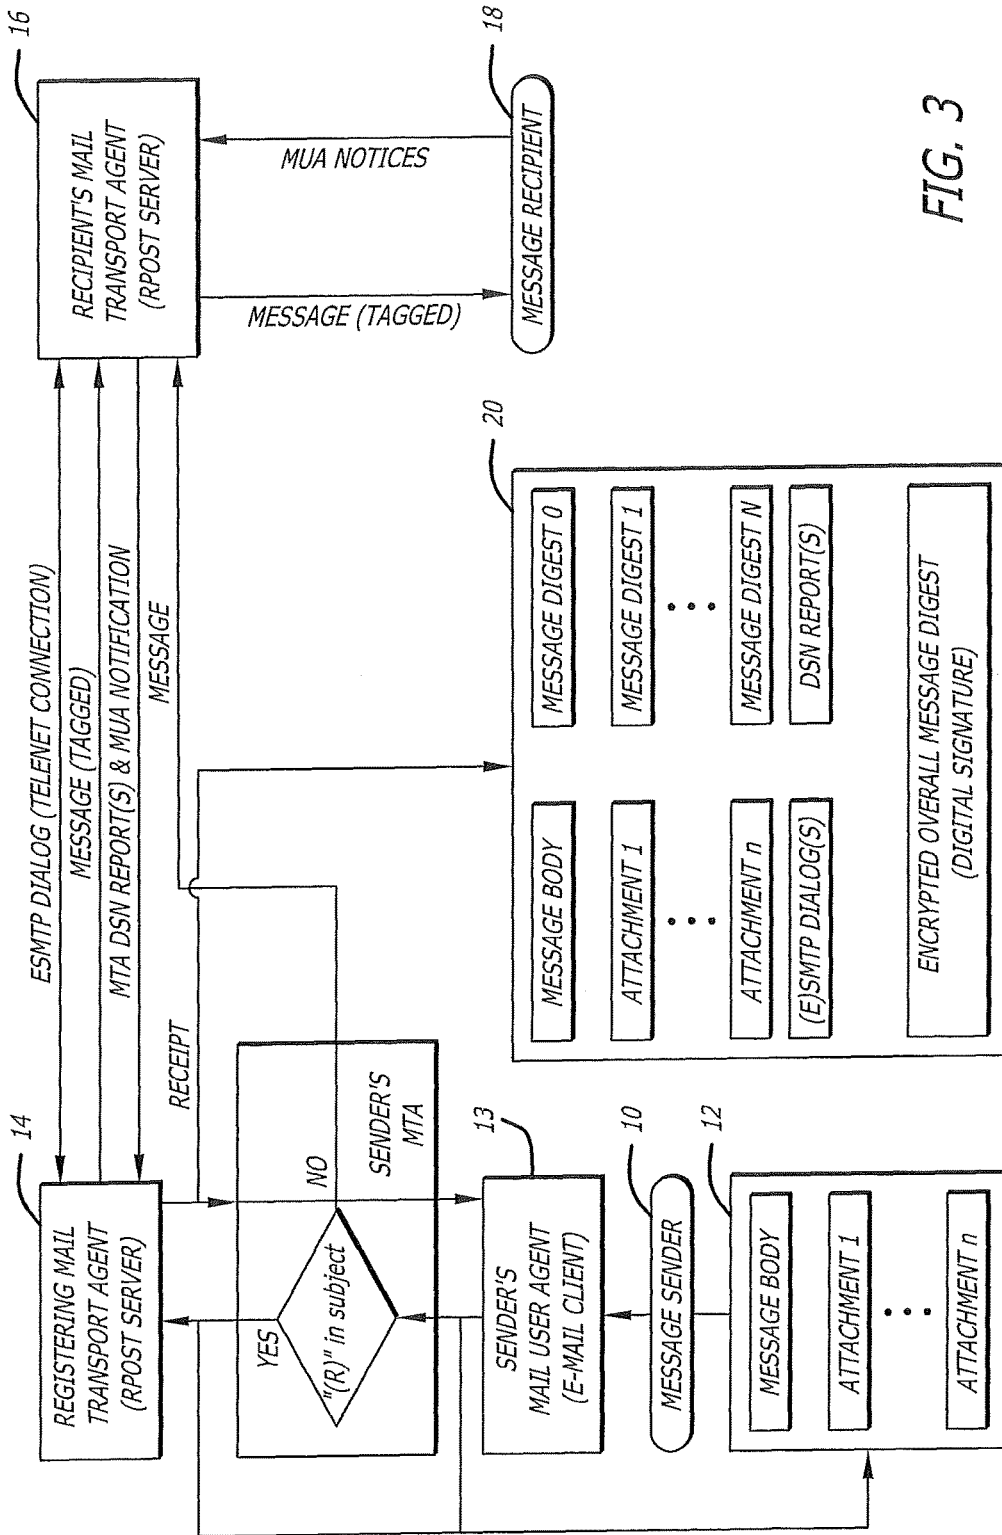 14
REGISTERING MAIL
TRANSPORT AGENT
(RPOST SERVER)
ESMTP DIALOG (TELENET CONNECTION)
MESSAGE (TAGGED)
MTA DSN REPORT(S) & MUA NOTIFICATION
MESSAGE
16
RECIPIENT'S MAIL
TRANSPORT AGENT
(RPOST SERVER)
RECEIPT
YES
"(R)" in subject
NO
SENDER'S
MTA
MESSAGE (TAGGED)
MUA NOTICES
13
SENDER'S
MAIL USER AGENT
(E-MAIL CLIENT)
18
MESSAGE RECIPIENT
10
MESSAGE SENDER
12
MESSAGE BODY
ATTACHMENT 1
ATTACHMENT n
20
MESSAGE BODY
MESSAGE DIGEST 0
ATTACHMENT 1
MESSAGE DIGEST 1
ATTACHMENT n
MESSAGE DIGEST N
(E)SMTP DIALOG(S)
DSN REPORT(S)
ENCRYPTED OVERALL MESSAGE DIGEST
(DIGITAL SIGNATURE)
FIG. 3